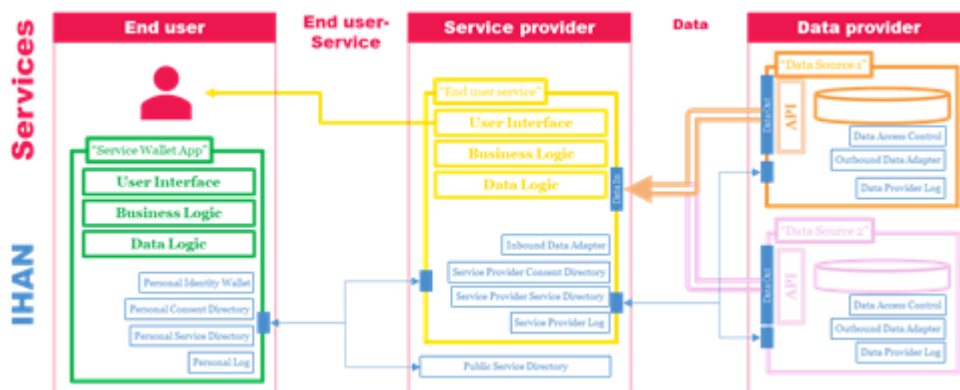 End user
End user-
Service
Service provider
Data
Data provider
Services
IHAN
"Service Wallet App"
User Interface
Business Logic
Data Logic
Personal Identity Wallet
Personal Consent Directory
Personal Service Directory
Personal Log
"End user service"
User Interface
Business Logic
Data Logic
Data In
Inbound Data Adapter
Service Provider Consent Directory
Service Provider Service Directory
Service Provider Log
Public Service Directory
"Data Source 1"
Data Out
API
Data Access Control
Outbound Data Adapter
Data Provider Log
"Data Source 2"
Data Out
API
Data Access Control
Outbound Data Adapter
Data Provider Log